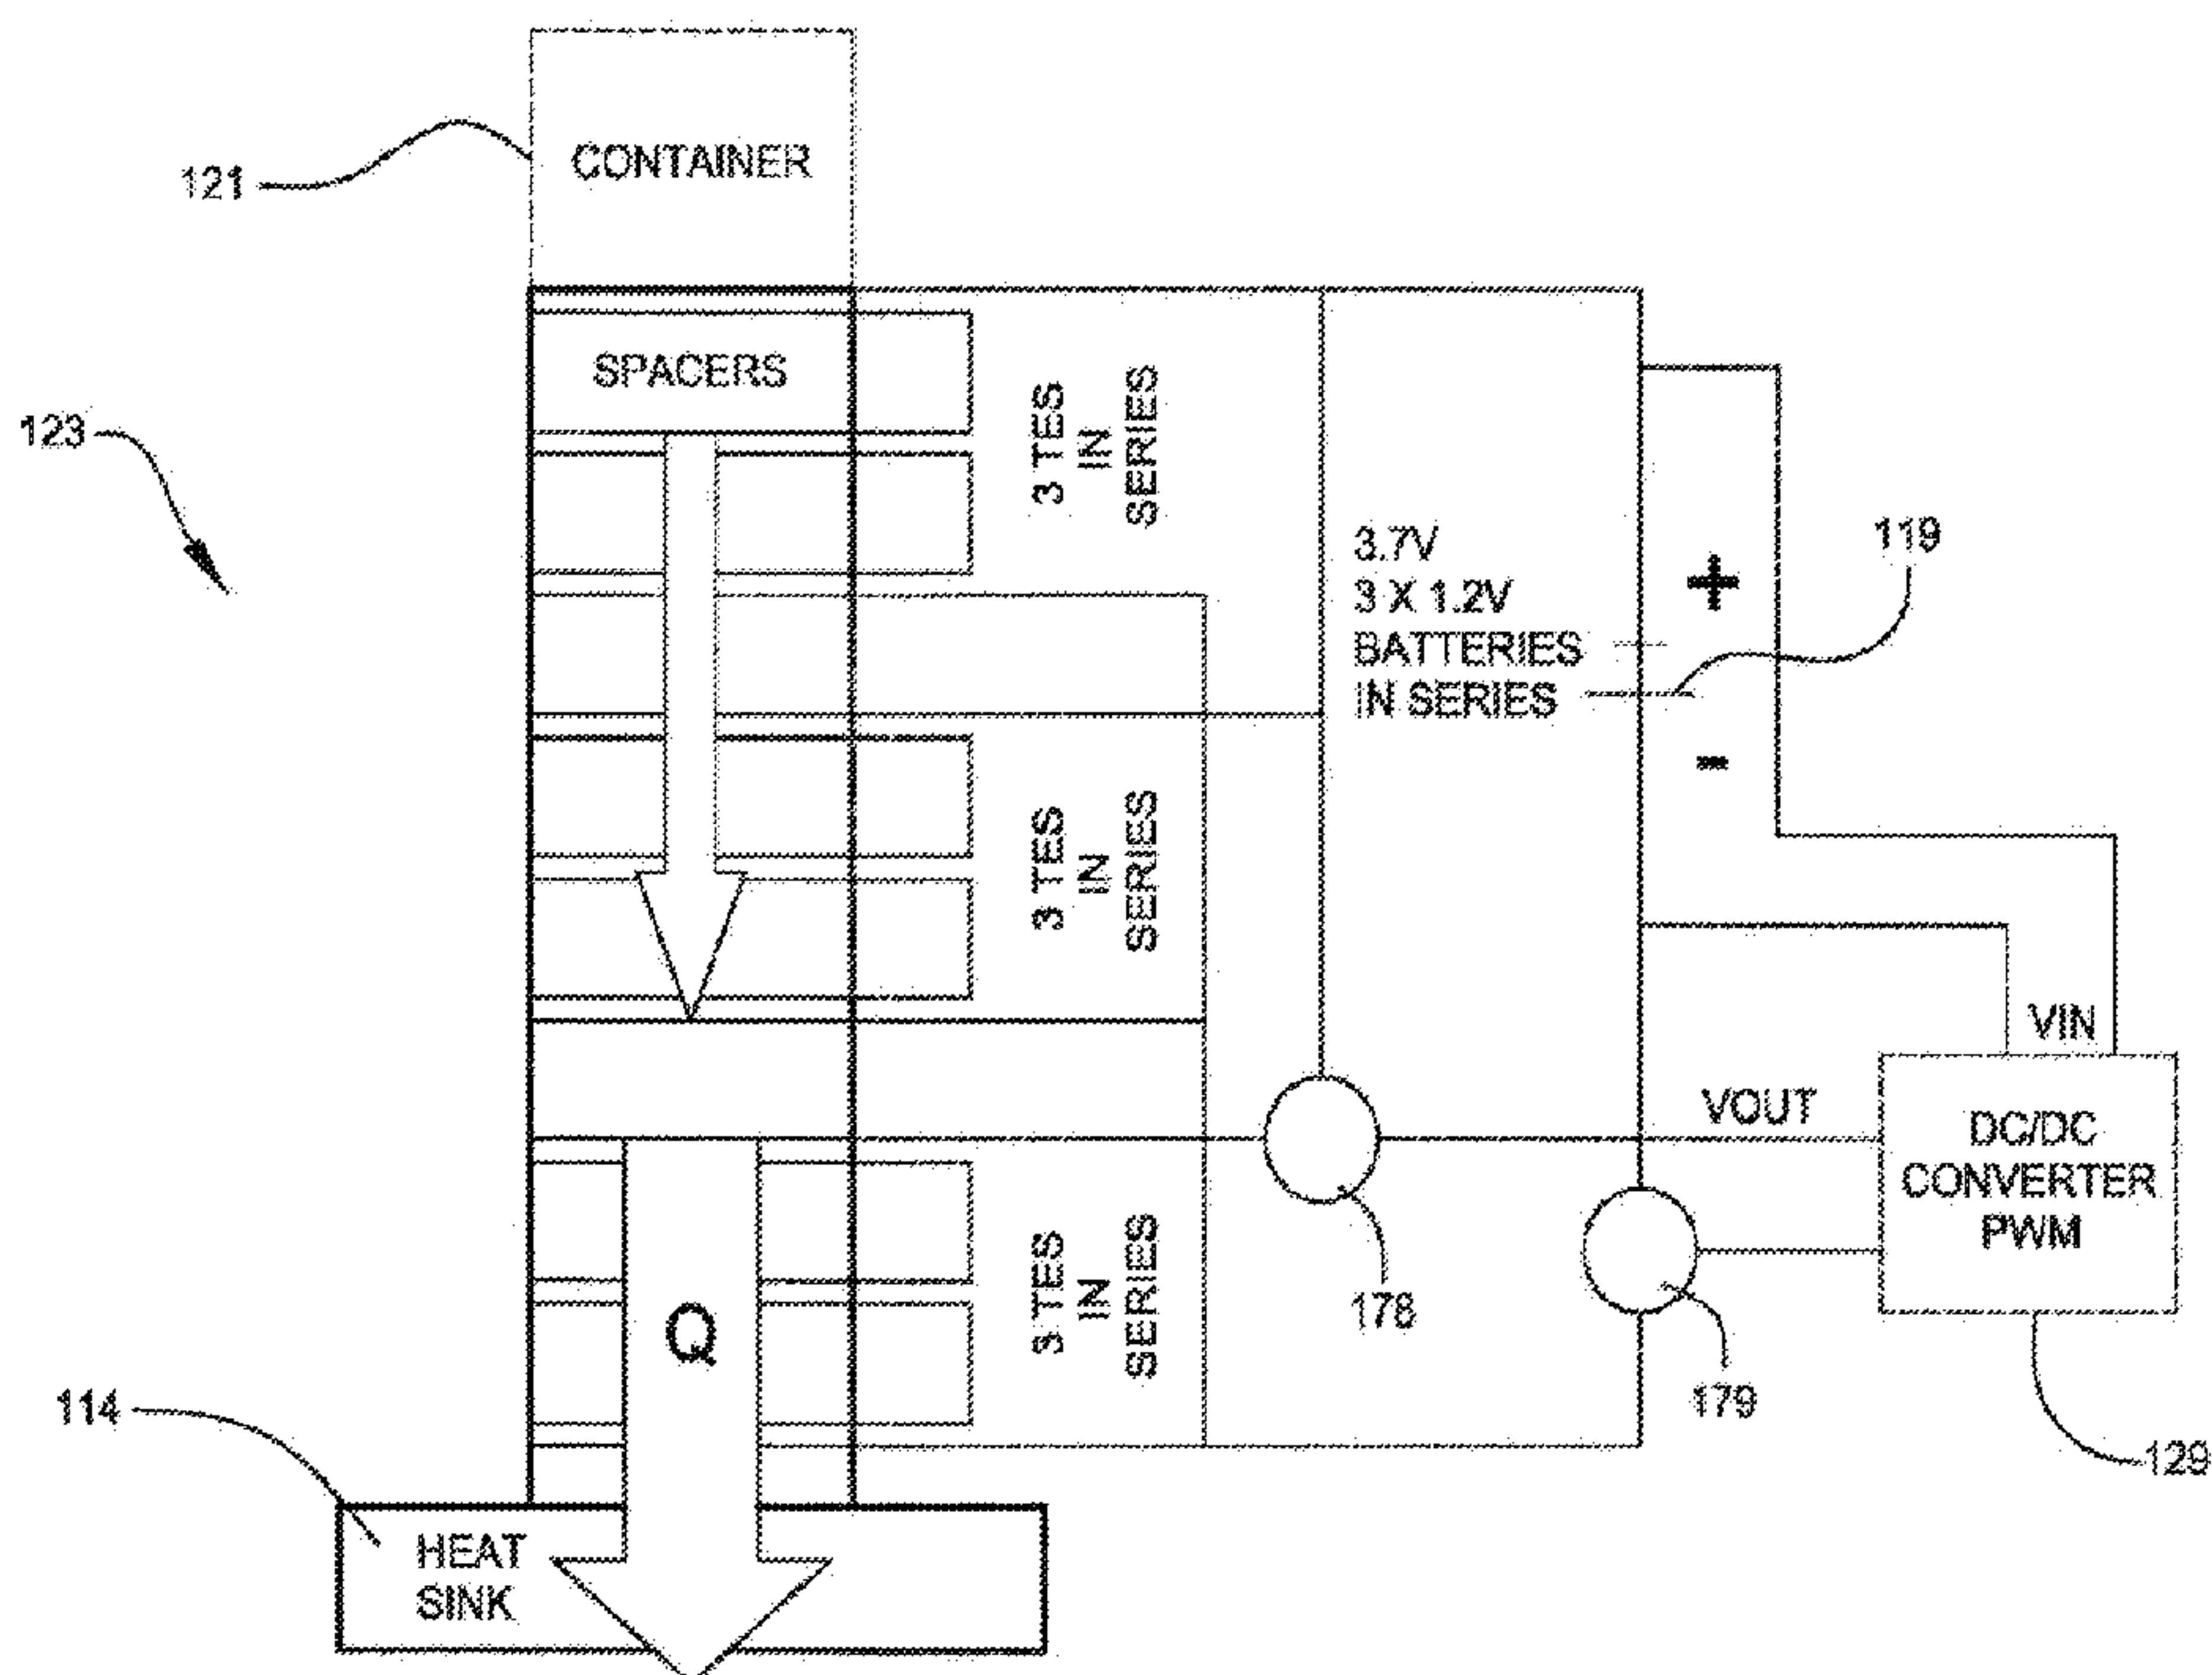 CONTAINER
121
SPACERS
123
3 TES
IN
SERIES
3.7V
3 X 1.2V
BATTERIES
IN SERIES
+
-
119
3 TES
IN
SERIES
VIN
VOUT
DC/DC
CONVERTER
PWM
3 TES
IN
SERIES
Q
178
179
129
114
HEAT
SINK